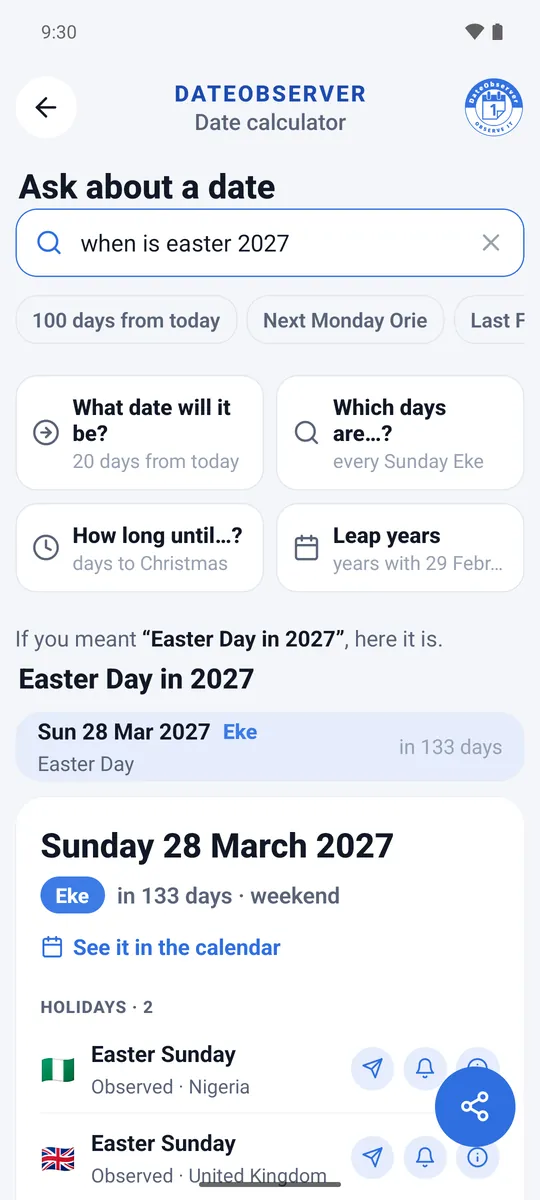 9:30
DATEOBSERVER
Date calculator
DateObserver
1
OBSERVE IT
Ask about a date
when is easter 2027
100 days from today
Next Monday Orie
Last F
What date will it be?
20 days from today
Which days are…?
every Sunday Eke
How long until…?
days to Christmas
Leap years
years with 29 Febr…
If you meant “Easter Day in 2027”, here it is.
Easter Day in 2027
Sun 28 Mar 2027 Eke
Easter Day
in 133 days
Sunday 28 March 2027
Eke in 133 days · weekend
See it in the calendar
HOLIDAYS · 2
Easter Sunday
Observed · Nigeria
Easter Sunday
Observed · United Kingdom